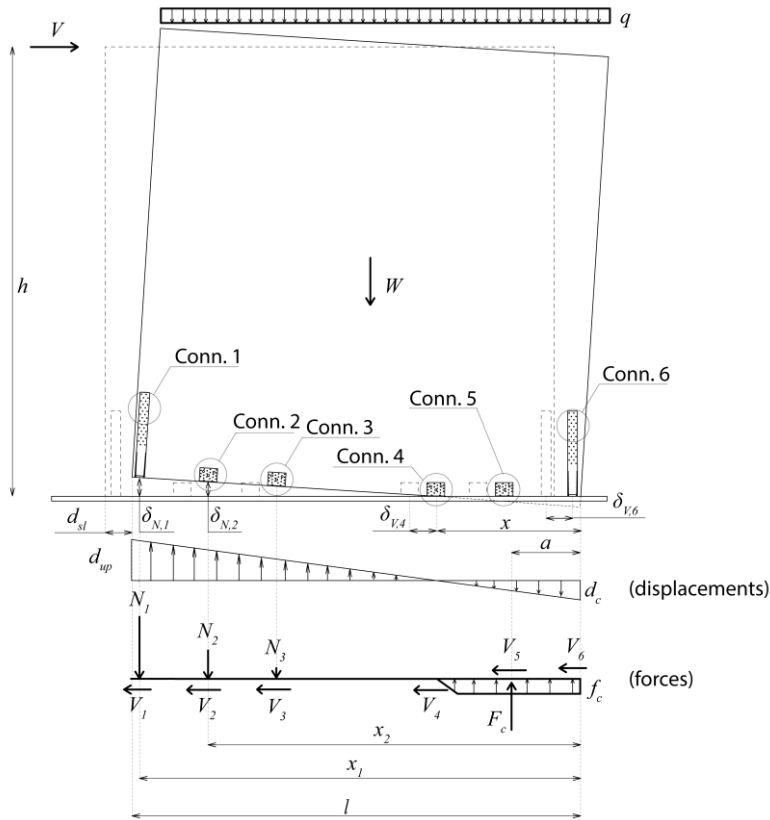 q
V
h
W
Conn. 1
Conn. 2
Conn. 3
Conn. 4
Conn. 5
Conn. 6
d_sl
δ_N,1
δ_N,2
δ_V,4
x
δ_V,6
a
d_up
d_c
(displacements)
N_1
N_2
N_3
V_5
V_6
V_1
V_2
V_3
V_4
F_c
f_c
(forces)
x_2
x_1
l